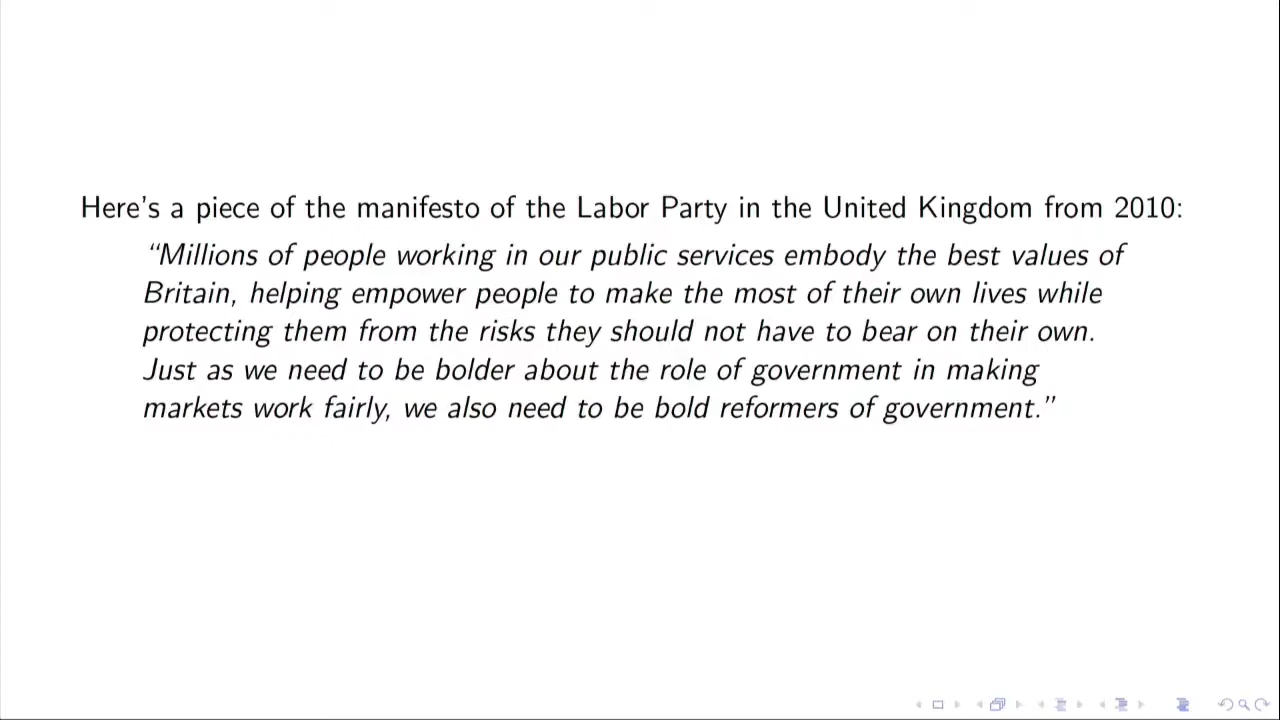 Here's a piece of the manifesto of the Labor Party in the United Kingdom from 2010:
“Millions of people working in our public services embody the best values of
Britain, helping empower people to make the most of their own lives while
protecting them from the risks they should not have to bear on their own.
Just as we need to be bolder about the role of government in making
markets work fairly, we also need to be bold reformers of government.”